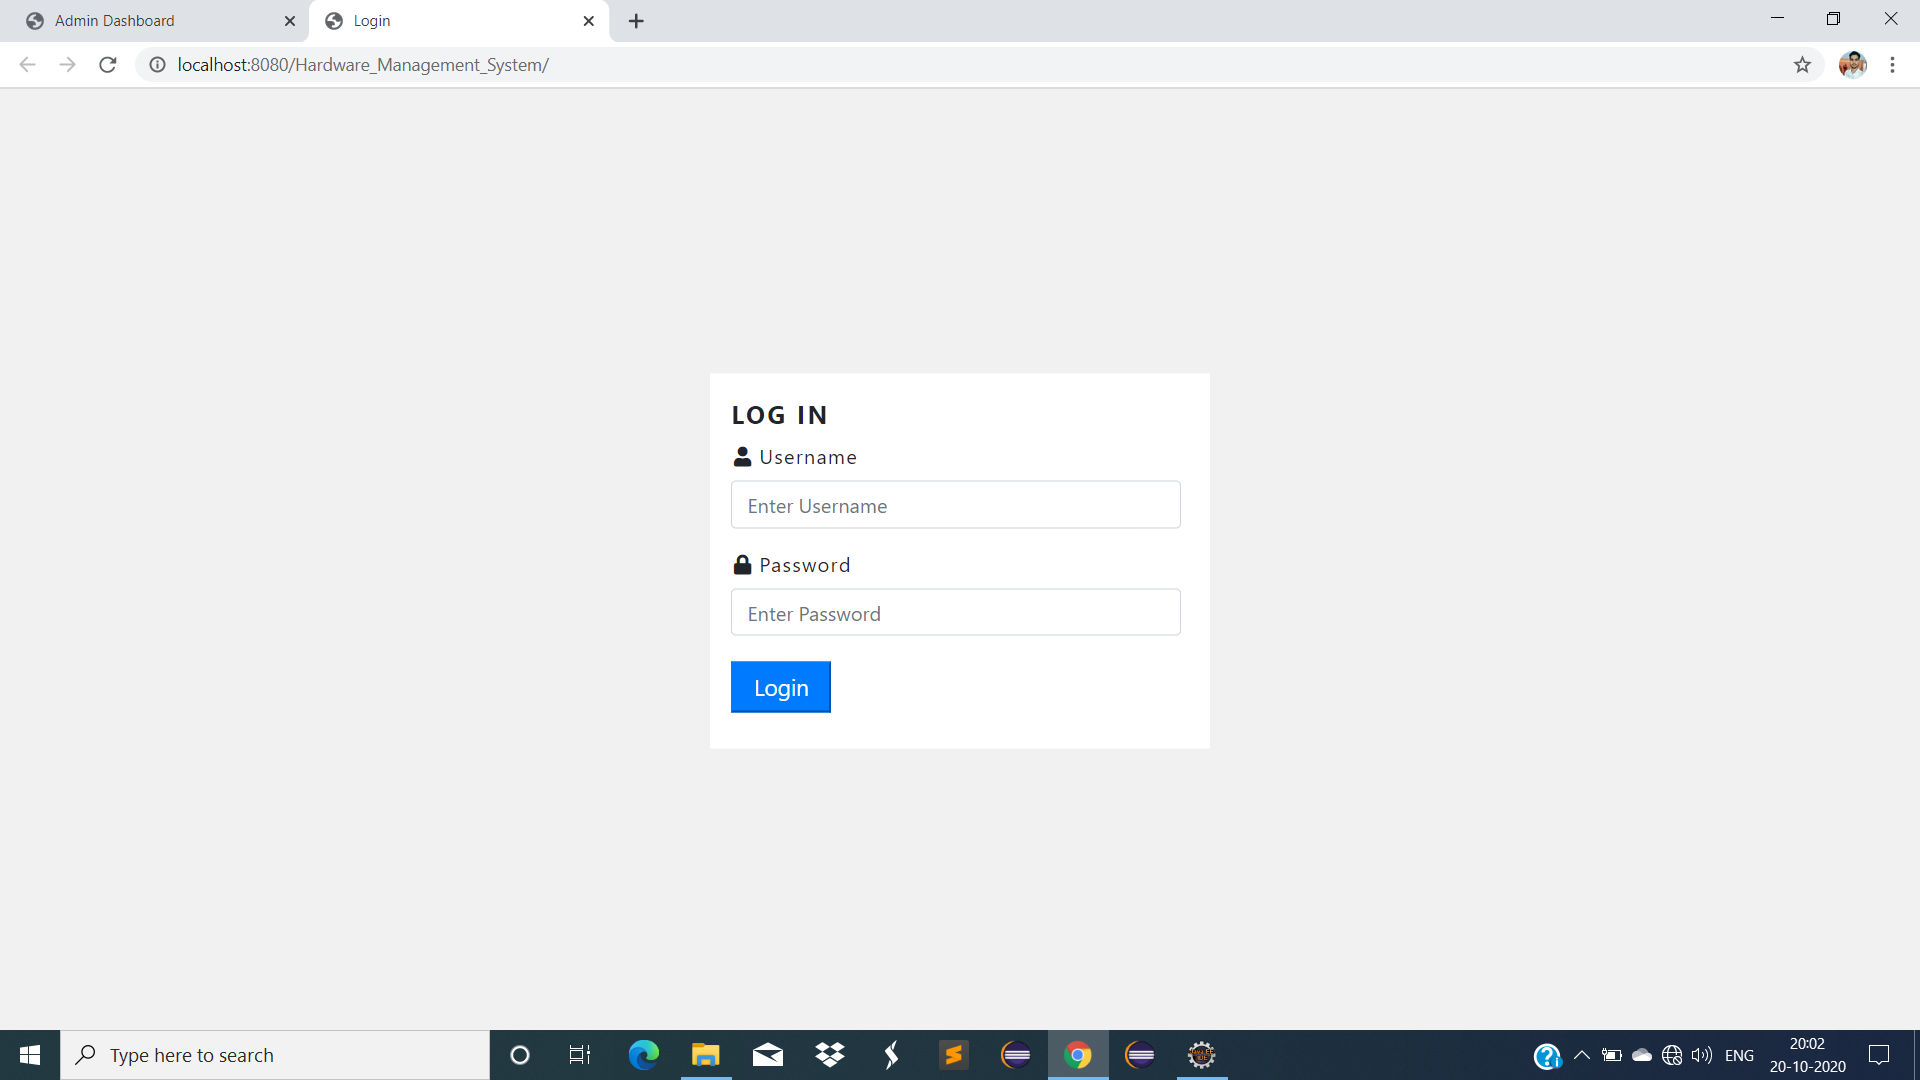 Admin Dashboard
Login
localhost:8080/Hardware_Management_System/
LOG IN
Username
Enter Username
Password
Enter Password
Login
Type here to search
ENG
20:02
20-10-2020